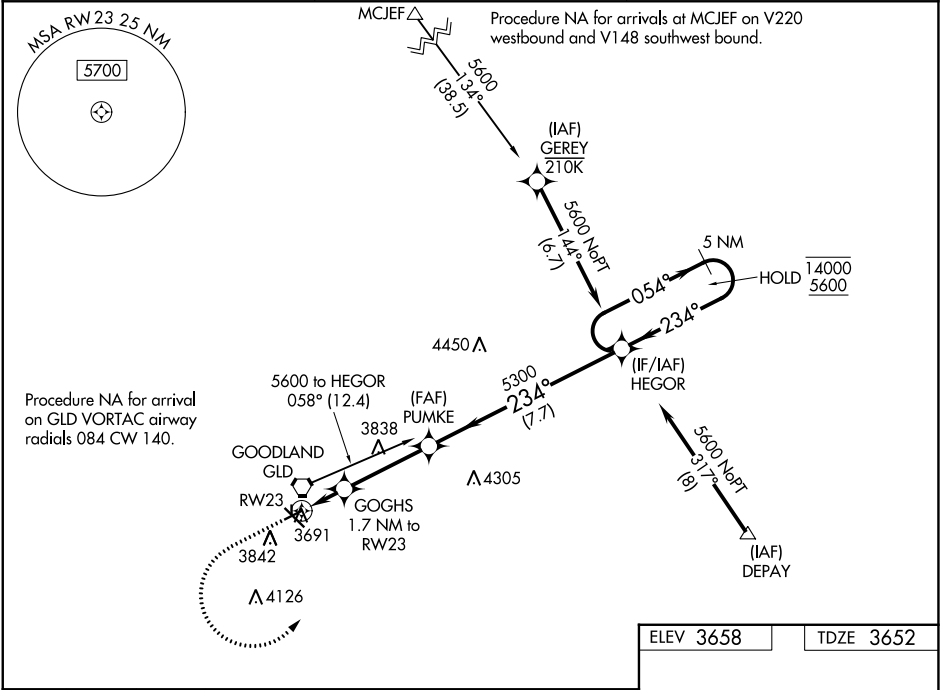 MSA RW 23 25 NM
5700
MCJEF
Procedure NA for arrivals at MCJEF on V220
westbound and V148 southwest bound.
5600
134°
(38.5)
(IAF)
GEREY
210K
5600 NoPT
144°
(6.7)
5 NM
HOLD
14000
5600
054°
234°
(IF/IAF)
HEGOR
4450
5300
234°
(7.7)
5600 to HEGOR
058° (12.4)
(FAF)
PUMKE
Procedure NA for arrival
on GLD VORTAC airway
radials 084 CW 140.
3838
GOODLAND
GLD
4305
5600 NoPT
317°
(8)
RW23
GOGHS
1.7 NM to
RW23
3691
3842
(IAF)
DEPAY
4126
ELEV 3658
TDZE 3652